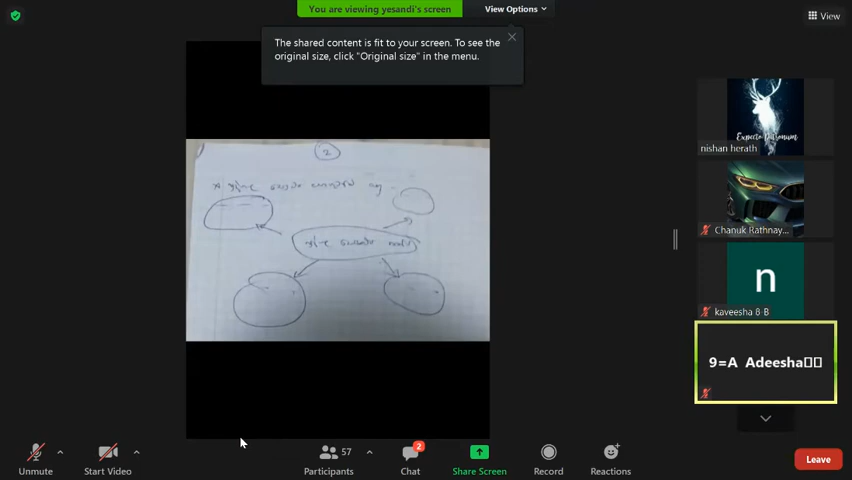 You are viewing yesandi's screen
View Options
View
The shared content is fit to your screen. To see the
original size, click "Original size" in the menu.
2
Expecto Patronum
nishan herath
Chanuk Rathnay...
n
kaveesha 8-B
9=A Adeesha
Unmute
Start Video
57
Participants
2
Chat
Share Screen
Record
Reactions
Leave